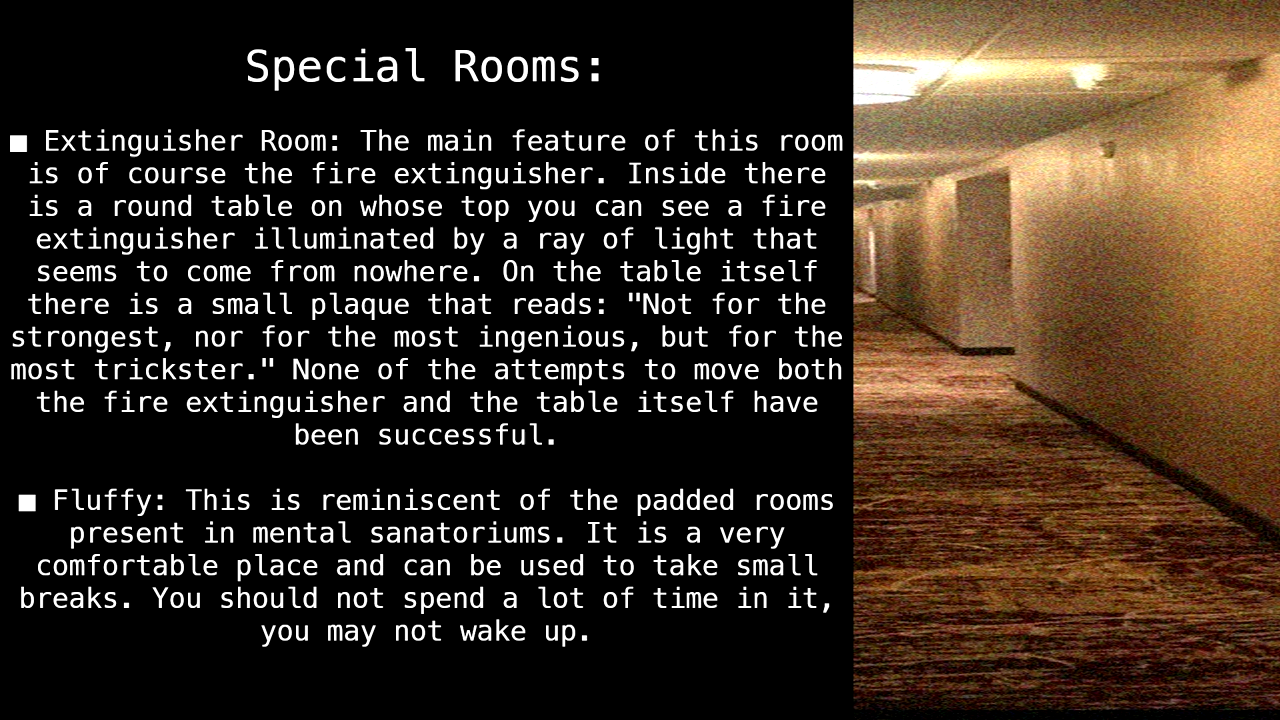 Special Rooms:
■ Extinguisher Room: The main feature of this room
is of course the fire extinguisher. Inside there
is a round table on whose top you can see a fire
extinguisher illuminated by a ray of light that
seems to come from nowhere. On the table itself
there is a small plaque that reads: "Not for the
strongest, nor for the most ingenious, but for the
most trickster." None of the attempts to move both
the fire extinguisher and the table itself have
been successful.
■ Fluffy: This is reminiscent of the padded rooms
present in mental sanatoriums. It is a very
comfortable place and can be used to take small
breaks. You should not spend a lot of time in it,
you may not wake up.